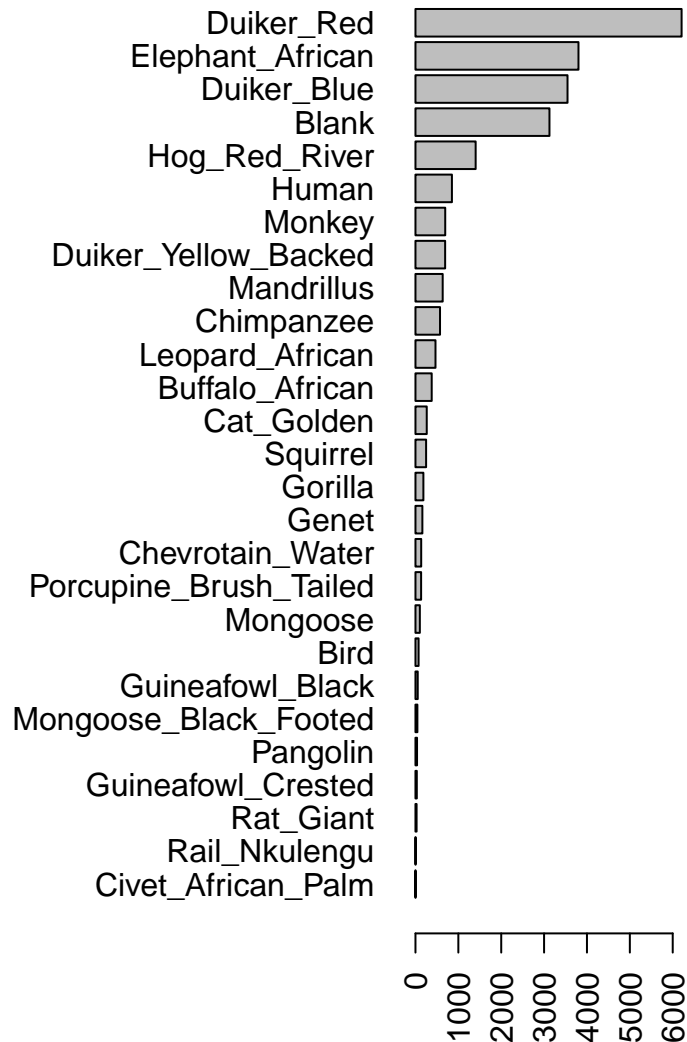 Duiker_Red
Elephant_African
Duiker_Blue
Blank
Hog_Red_River
Human
Monkey
Duiker_Yellow_Backed
Mandrillus
Chimpanzee
Leopard_African
Buffalo_African
Cat_Golden
Squirrel
Gorilla
Genet
Chevrotain_Water
Porcupine_Brush_Tailed
Mongoose
Bird
Guineafowl_Black
Mongoose_Black_Footed
Pangolin
Guineafowl_Crested
Rat_Giant
Rail_Nkulengu
Civet_African_Palm
0
1000
2000
3000
4000
5000
6000